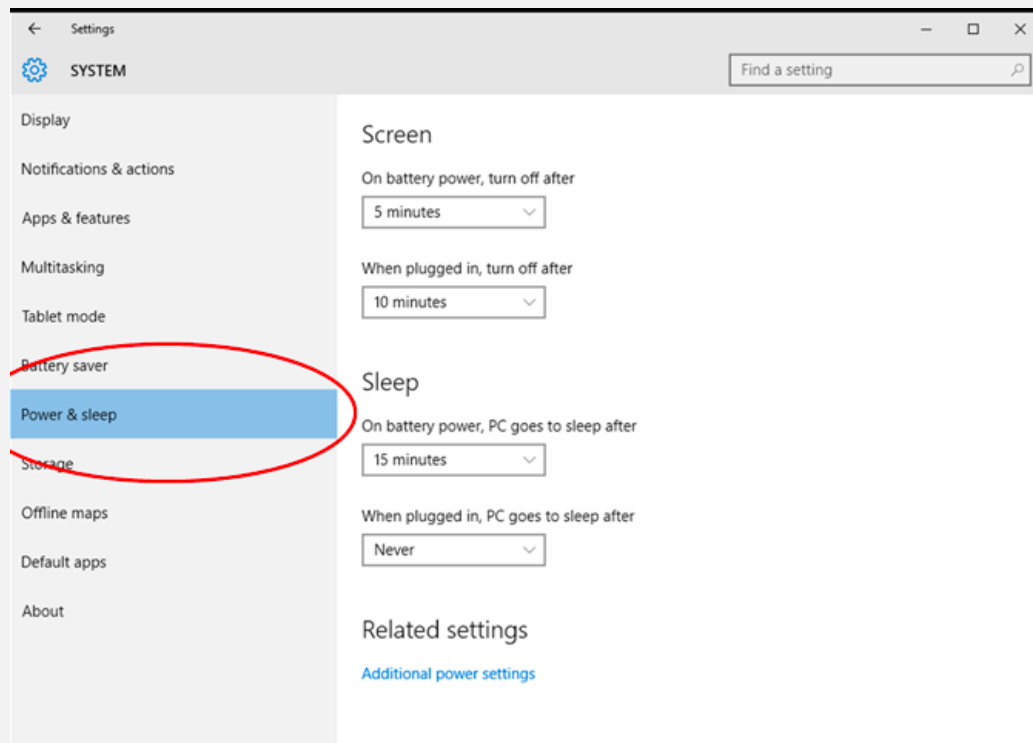 Settings
SYSTEM
Find a setting
Display
Notifications & actions
Apps & features
Multitasking
Tablet mode
Battery saver
Power & sleep
Storage
Offline maps
Default apps
About
Screen
On battery power, turn off after
5 minutes
When plugged in, turn off after
10 minutes
Sleep
On battery power, PC goes to sleep after
15 minutes
When plugged in, PC goes to sleep after
Never
Related settings
Additional power settings